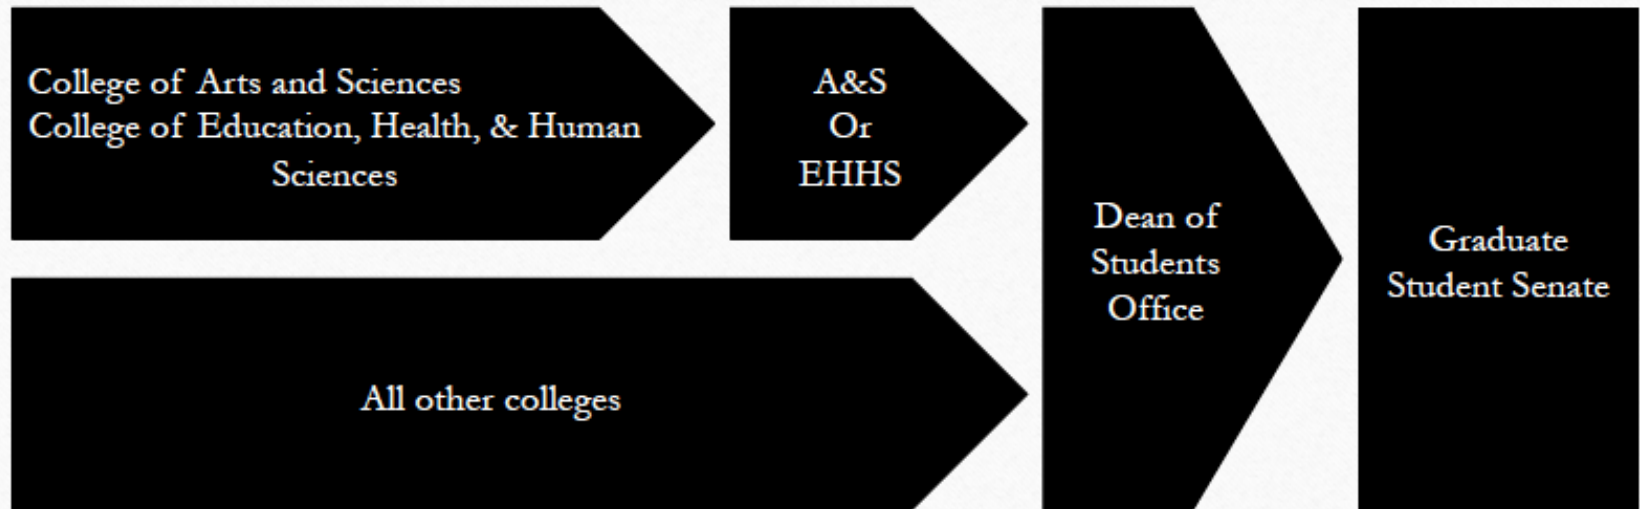 College of Arts and Sciences
College of Education, Health, & Human
Sciences
A&S
Or
EHHS
All other colleges
Dean of
Students
Office
Graduate
Student Senate